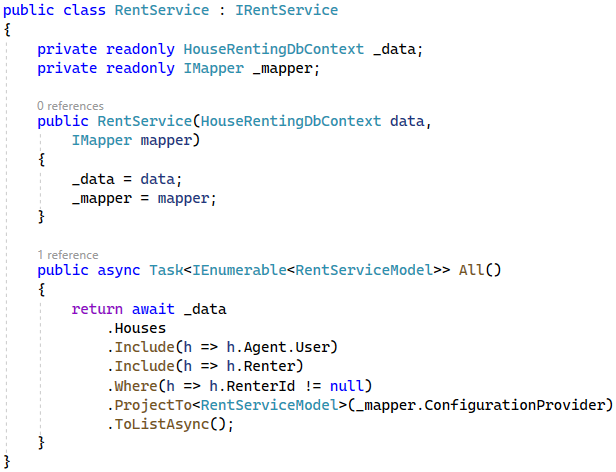 public class RentService : IRentService
{
    private readonly HouseRentingDbContext _data;
    private readonly IMapper _mapper;
    0 references
    public RentService(HouseRentingDbContext data,
        IMapper mapper)
    {
        _data = data;
        _mapper = mapper;
    }
    1 reference
    public async Task<IEnumerable<RentServiceModel>> All()
    {
        return await _data
            .Houses
            .Include(h => h.Agent.User)
            .Include(h => h.Renter)
            .Where(h => h.RenterId != null)
            .ProjectTo<RentServiceModel>(_mapper.ConfigurationProvider)
            .ToListAsync();
    }
}